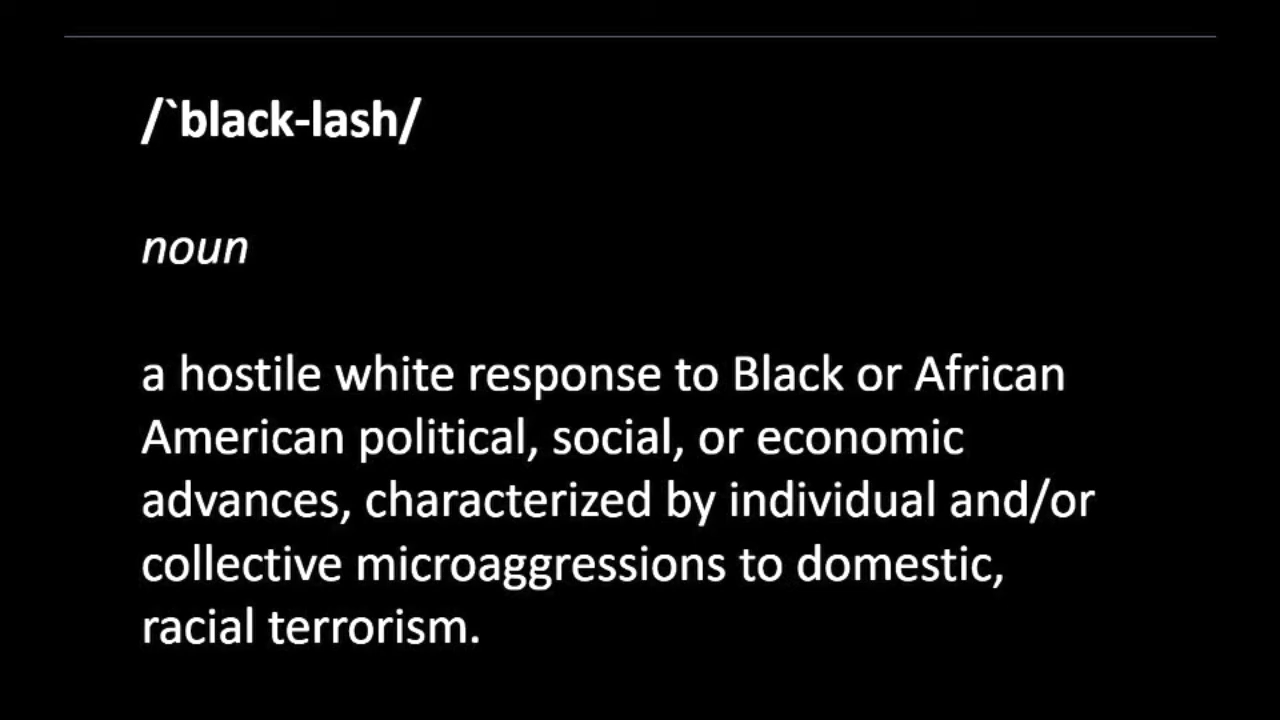 /`black-lash/
noun
a hostile white response to Black or African
American political, social, or economic
advances, characterized by individual and/or
collective microaggressions to domestic,
racial terrorism.